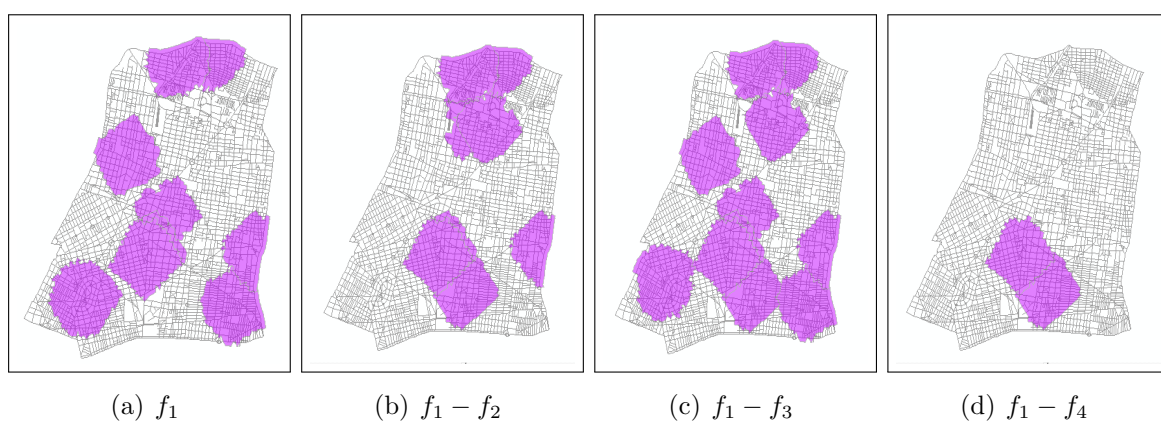 (a) f₁
(b) f₁ − f₂
(c) f₁ − f₃
(d) f₁ − f₄